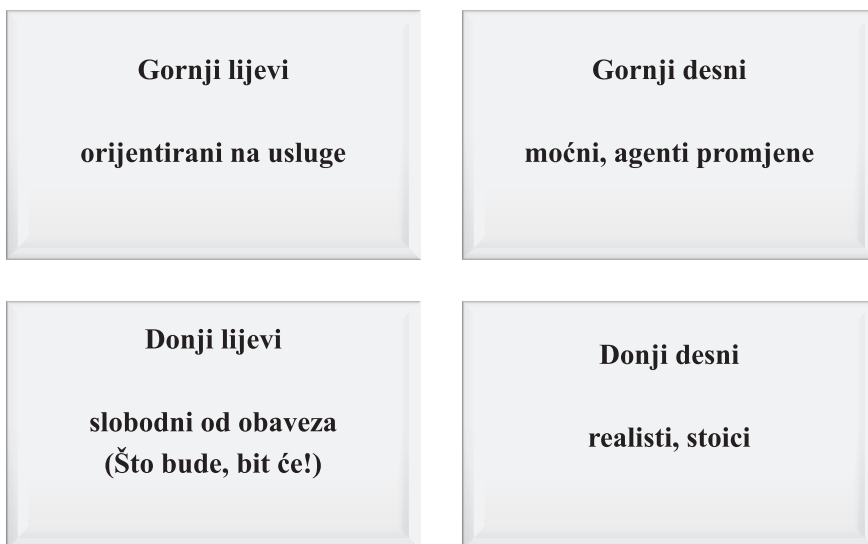 Gornji lijevi
orijentirani na usluge
Gornji desni
moćni, agenti promjene
Donji lijevi
slobodni od obaveza
(Što bude, bit će!)
Donji desni
realisti, stoici